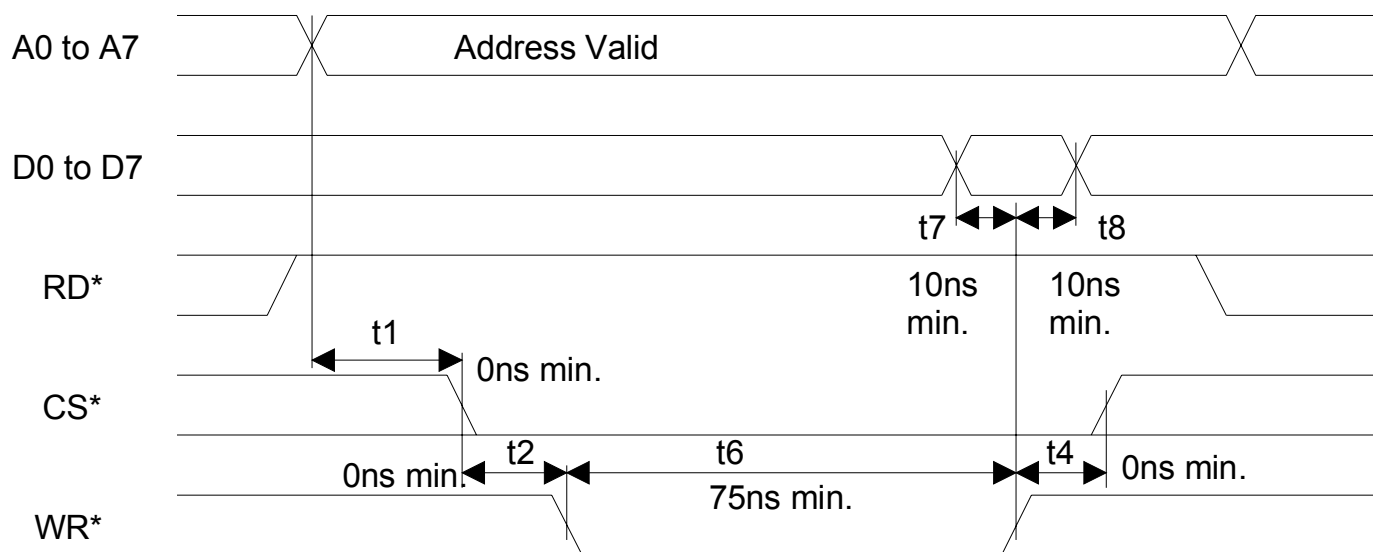 A0 to A7
Address Valid
D0 to D7
t7
t8
RD*
10ns
min.
10ns
min.
t1
0ns min.
CS*
0ns min.
t2
t6
t4
0ns min.
75ns min.
WR*